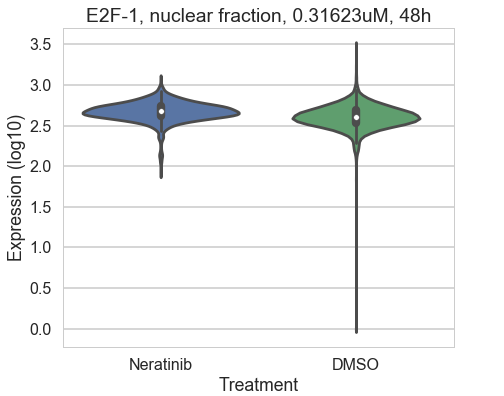 E2F-1, nuclear fraction, 0.31623uM, 48h
Expression (log10)
3.5
3.0
2.5
2.0
1.5
1.0
0.5
0.0
Neratinib
DMSO
Treatment